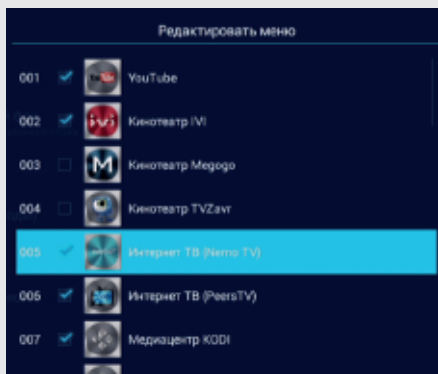 Редактировать меню
001 YouTube
002 ivi Кинотеатр IVI
003 M Кинотеатр Megogo
004 Кинотеатр TVZavr
005 Интернет ТВ (Nemo TV)
006 Интернет ТВ (PeersTV)
007 Медиацентр KODI